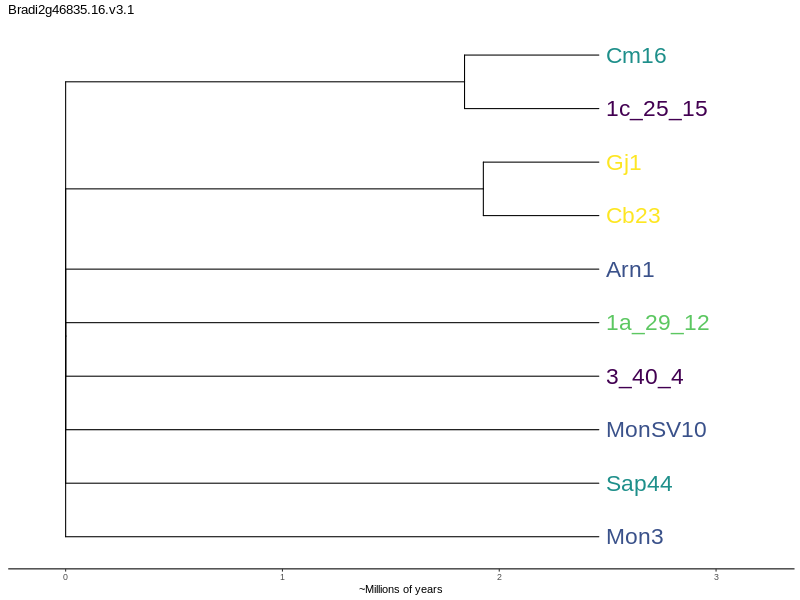 Bradi2g46835.16.v3.1
Cm16
1c_25_15
Gj1
Cb23
Arn1
1a_29_12
3_40_4
MonSV10
Sap44
Mon3
0 1 2 3
~Millions of years